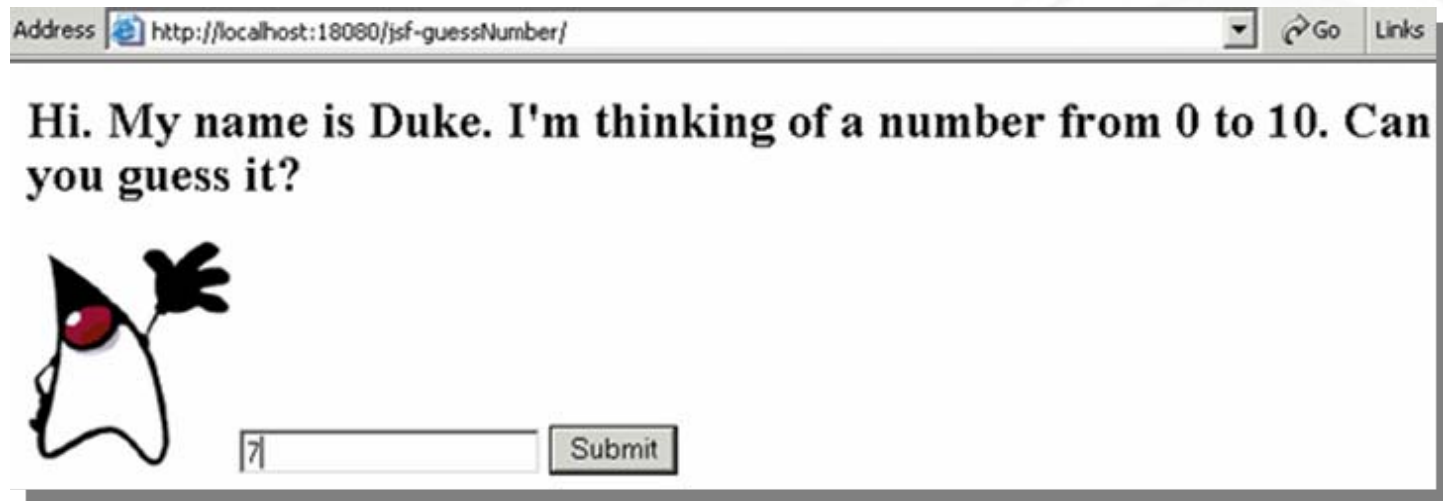 Address http://localhost:18080/jsf-guessNumber/ Go Links
Hi. My name is Duke. I'm thinking of a number from 0 to 10. Can
you guess it?
7 Submit